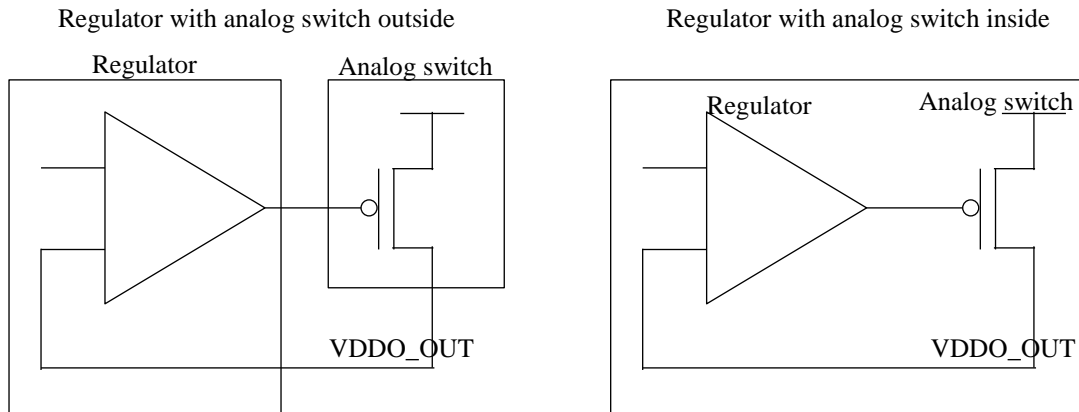 Regulator with analog switch outside
Regulator
Analog switch
VDDO_OUT
Regulator with analog switch inside
Regulator
Analog switch
VDDO_OUT